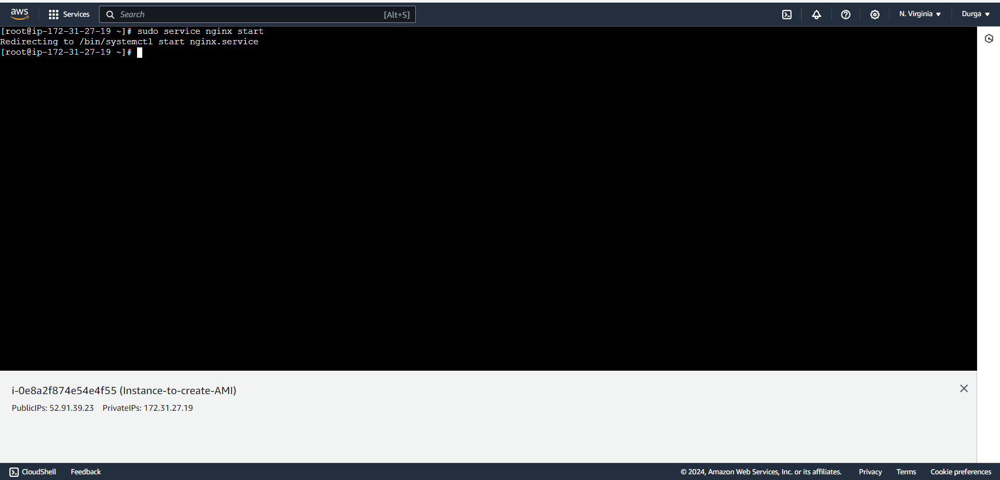 aws
Services
Search [Alt+S]
N. Virginia
Durga
[root@ip-172-31-27-19 ~]# sudo service nginx start
Redirecting to /bin/systemctl start nginx.service
[root@ip-172-31-27-19 ~]#
i-0e8a2f874e54e4f55 (Instance-to-create-AMI)
PublicIPs: 52.91.39.23 PrivateIPs: 172.31.27.19
CloudShell Feedback © 2024, Amazon Web Services, Inc. or its affiliates. Privacy Terms Cookie preferences